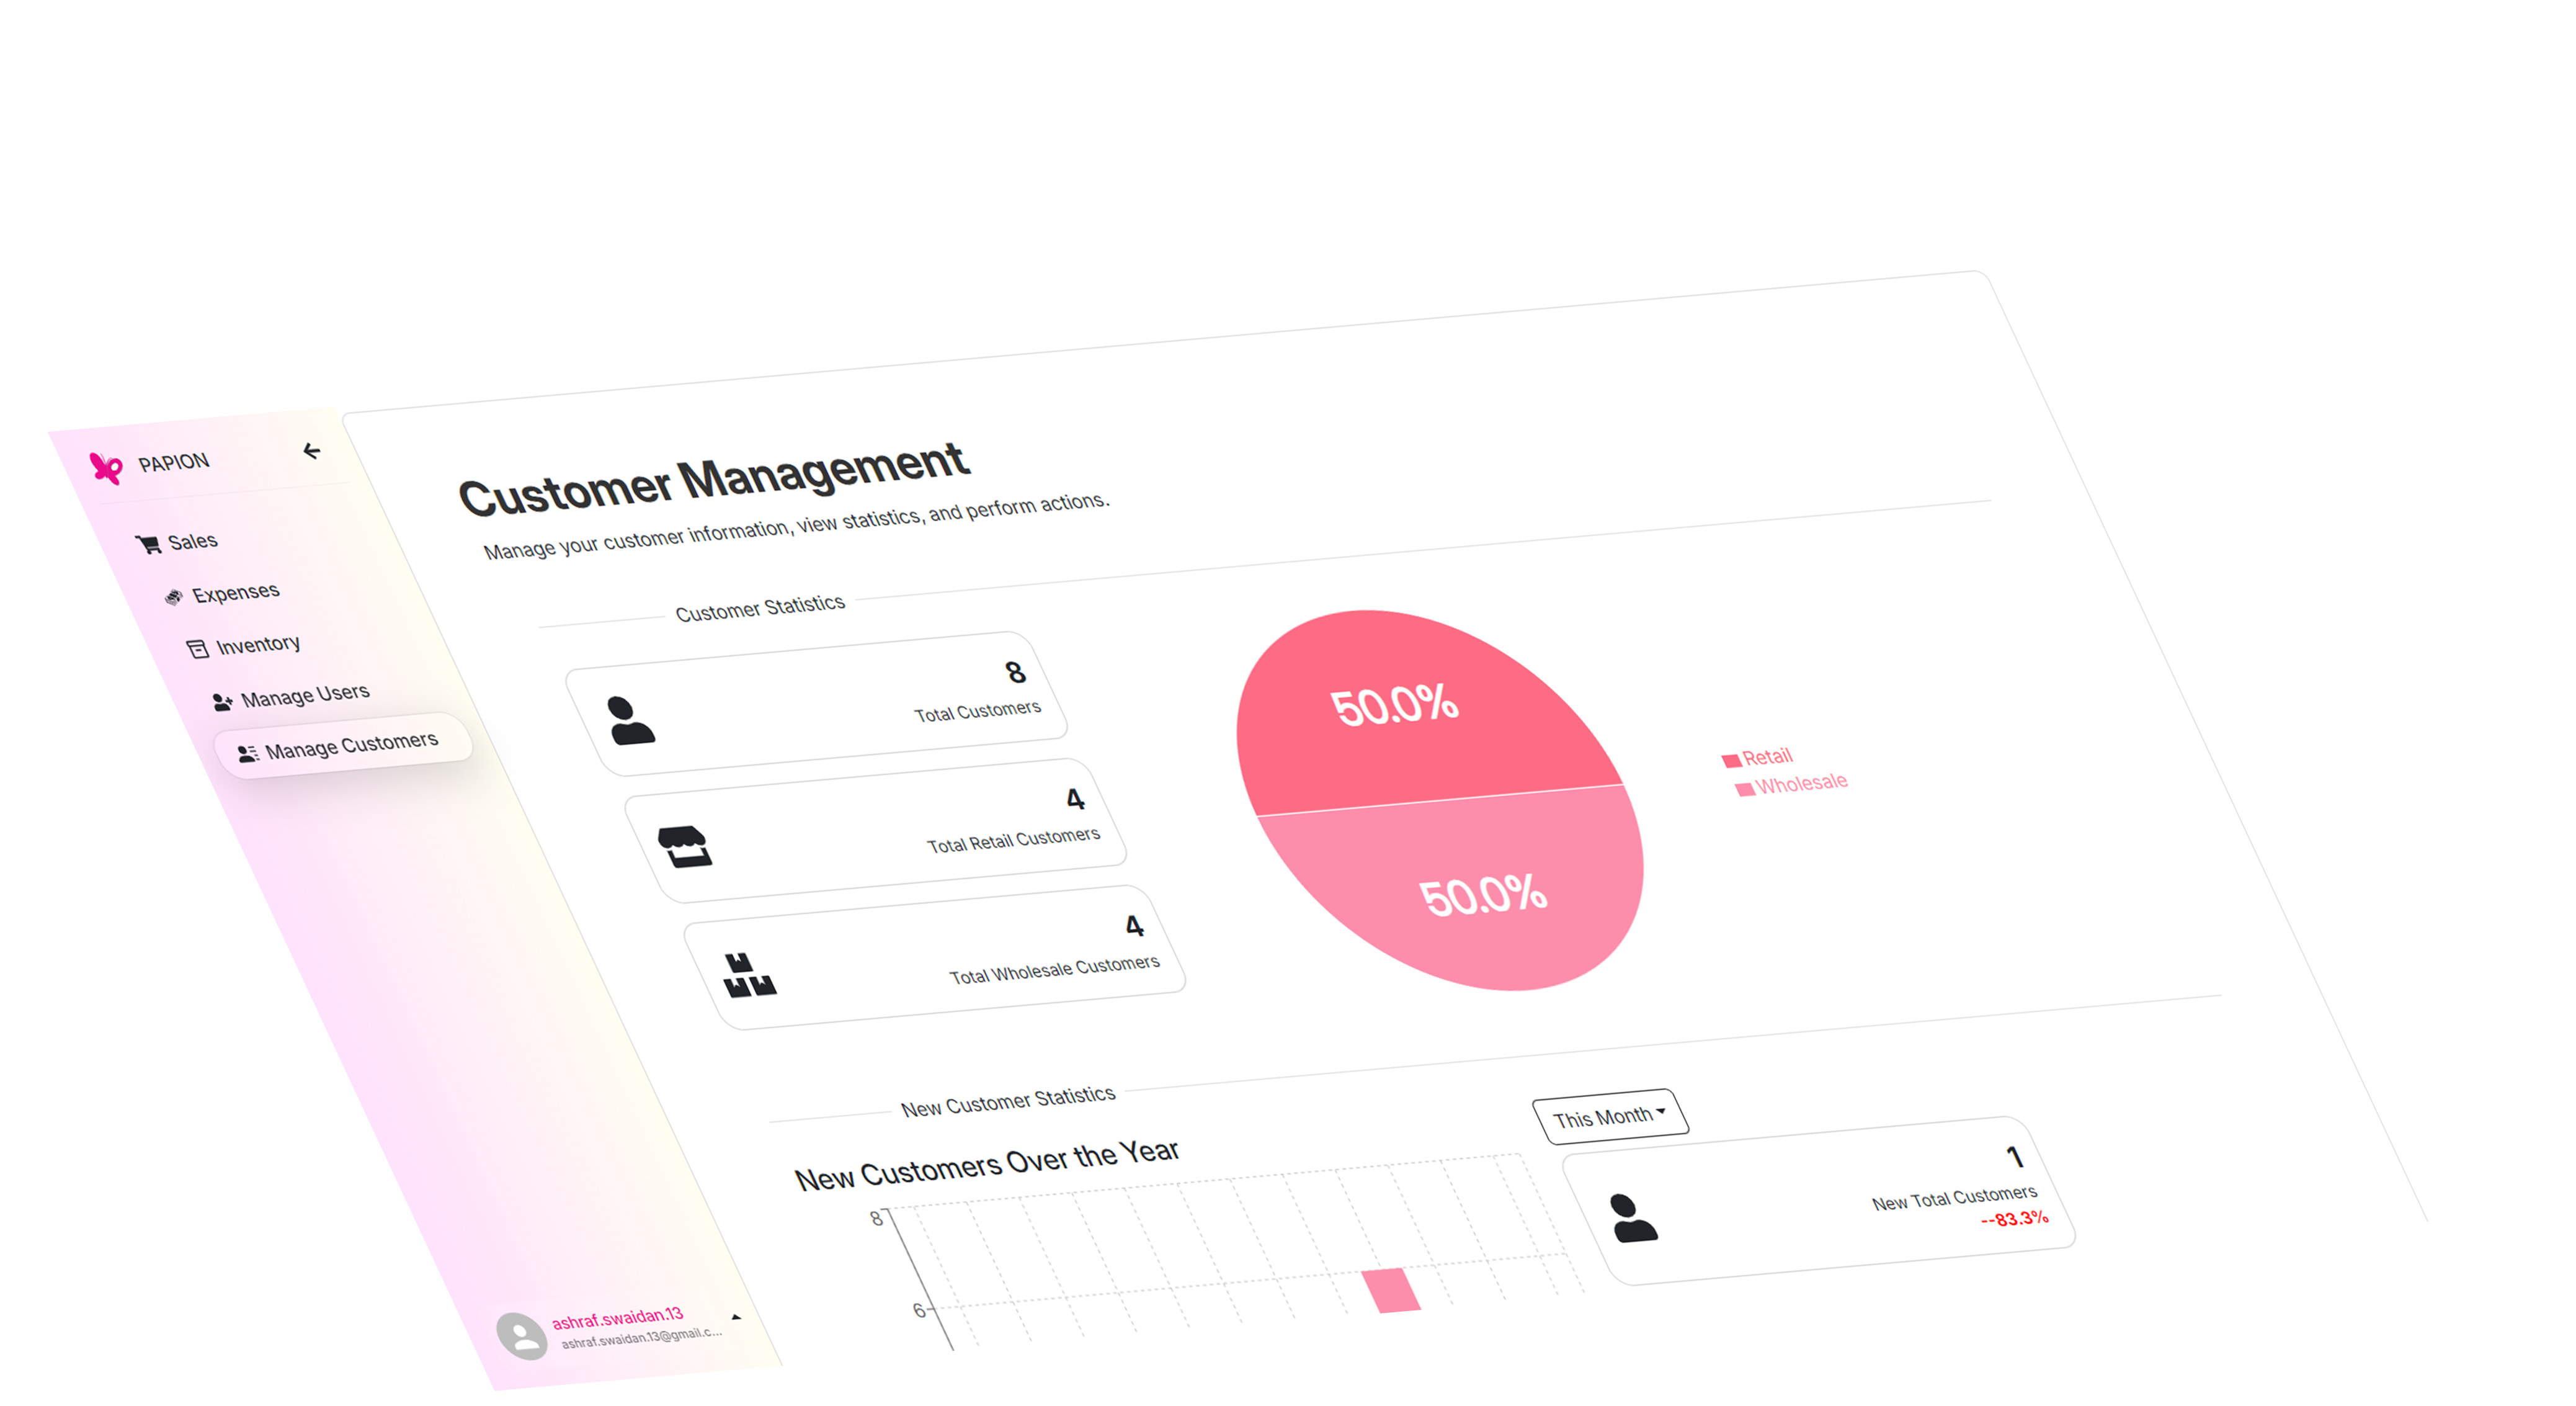 PAPION
Sales
Expenses
Inventory
Manage Users
Manage Customers
ashraf.swaidan.13
ashraf.swaidan.13@gmail.c...
Customer Management
Manage your customer information, view statistics, and perform actions.
Customer Statistics
8
Total Customers
4
Total Retail Customers
4
Total Wholesale Customers
50.0%
50.0%
Retail
Wholesale
New Customer Statistics
New Customers Over the Year
8
6
This Month
1
New Total Customers
--83.3%